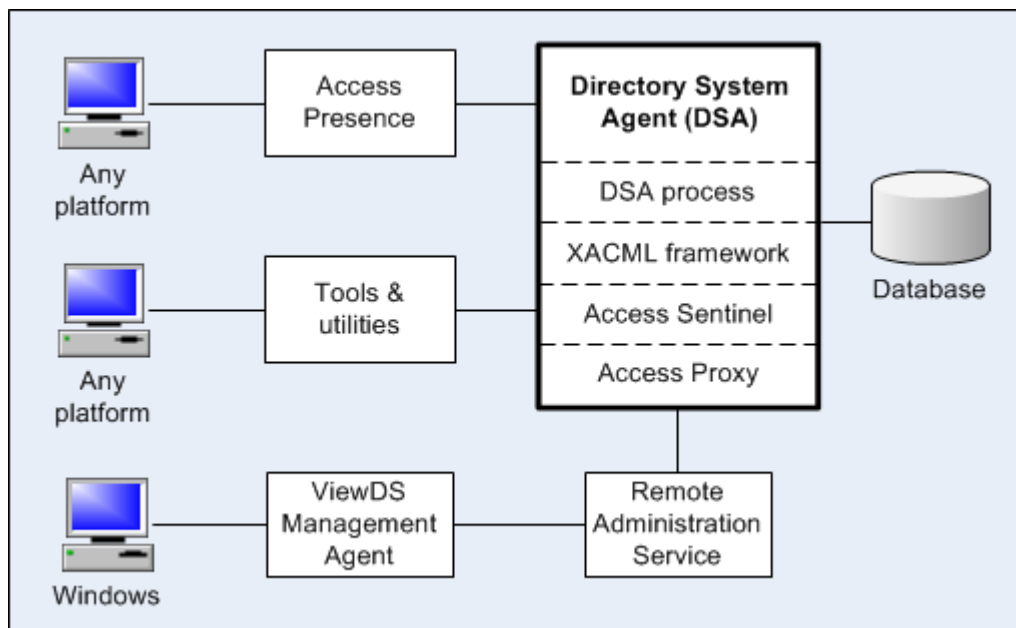 Access
Presence
Any
platform
Directory System
Agent (DSA)
DSA process
XACML framework
Access Sentinel
Access Proxy
Database
Tools &
utilities
Any
platform
ViewDS
Management
Agent
Remote
Administration
Service
Windows